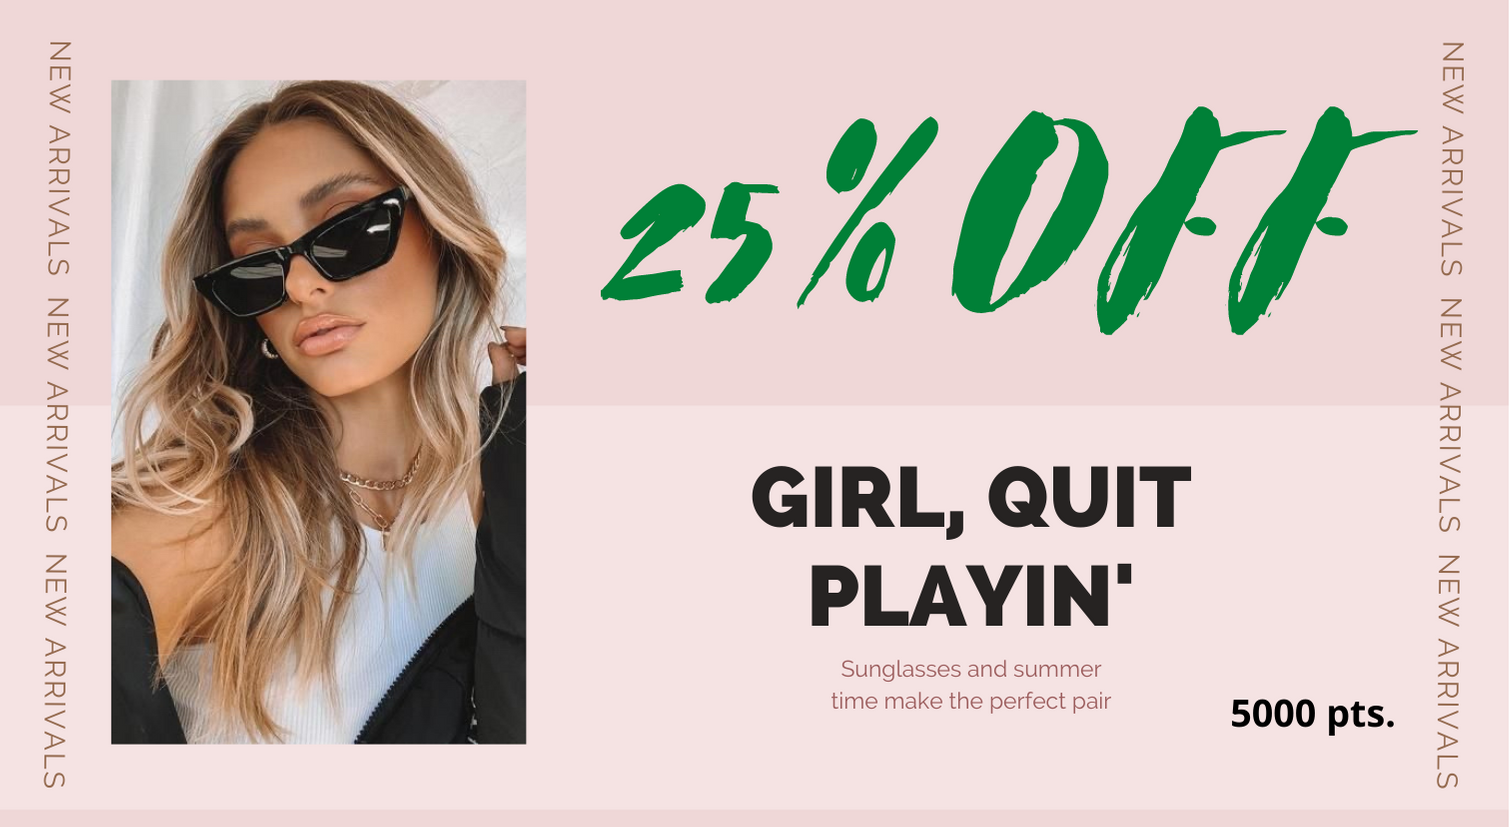 NEW ARRIVALS NEW ARRIVALS NEW ARRIVALS
25% OFF
GIRL, QUIT
PLAYIN'
Sunglasses and summer
time make the perfect pair
5000 pts.
NEW ARRIVALS NEW ARRIVALS NEW ARRIVALS